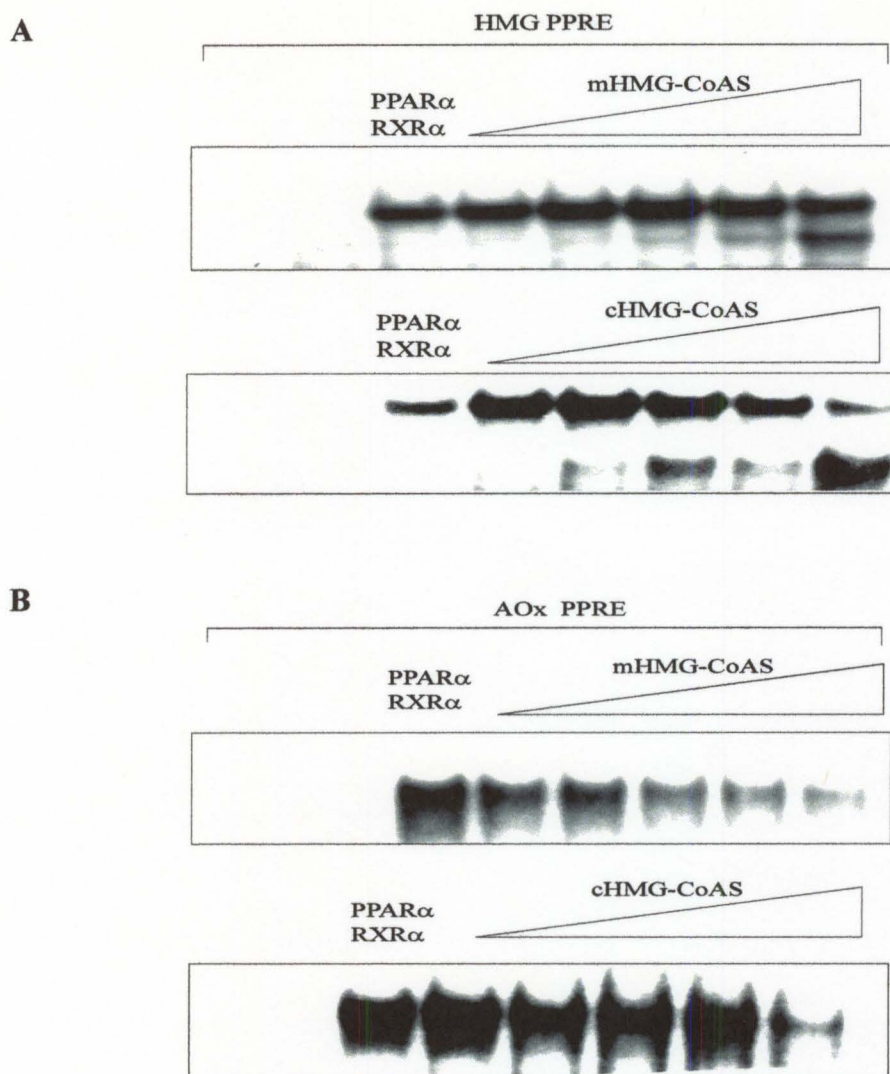 A
HMG PPRE
mHMG-CoAS
PPARα
RXRα
cHMG-CoAS
PPARα
RXRα
B
AOx PPRE
mHMG-CoAS
PPARα
RXRα
cHMG-CoAS
PPARα
RXRα